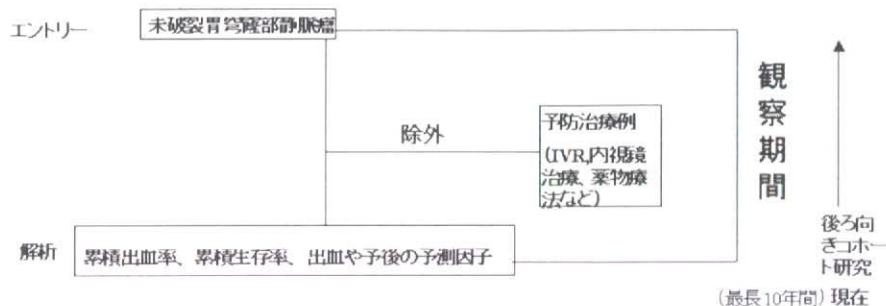 エントリー
未破裂胃穹窿部静脈瘤
除外
予防治療例
(IVR,内視鏡
治療、薬物療
法など)
観察期間
解析
累積出血率、累積生存率、出血や予後の予測因子
後ろ向
きコホー
ト研究
(最長10年間) 現在